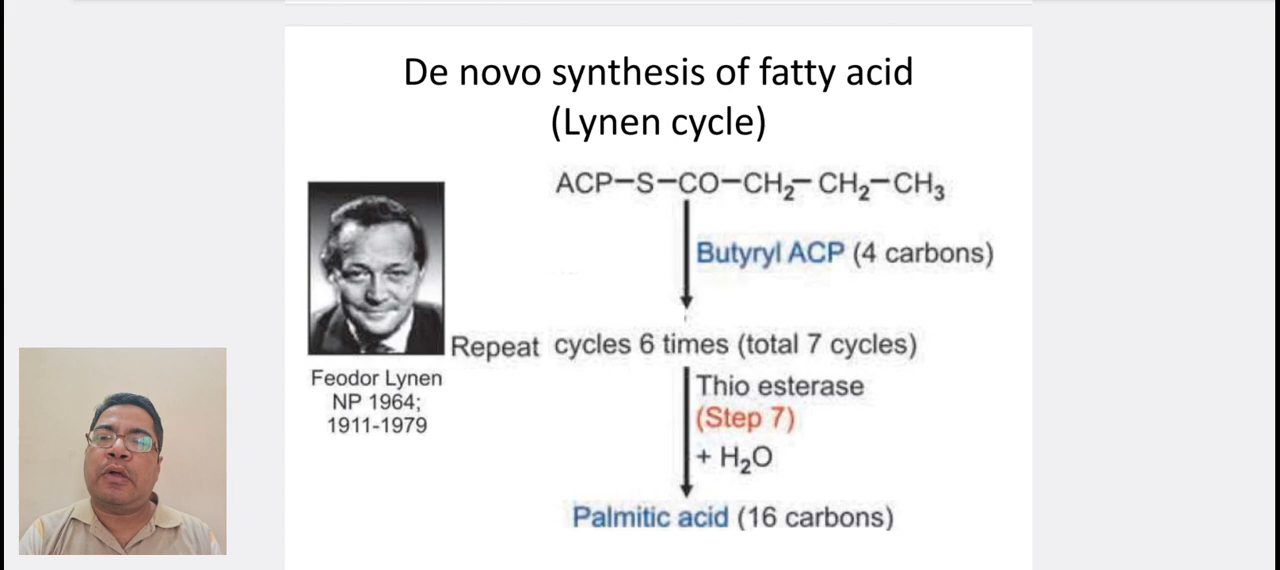 De novo synthesis of fatty acid
(Lynen cycle)
ACP–S–CO–CH₂–CH₂–CH₃
Butyryl ACP (4 carbons)
Repeat cycles 6 times (total 7 cycles)
Thio esterase
(Step 7)
+ H₂O
Palmitic acid (16 carbons)
Feodor Lynen
NP 1964;
1911-1979